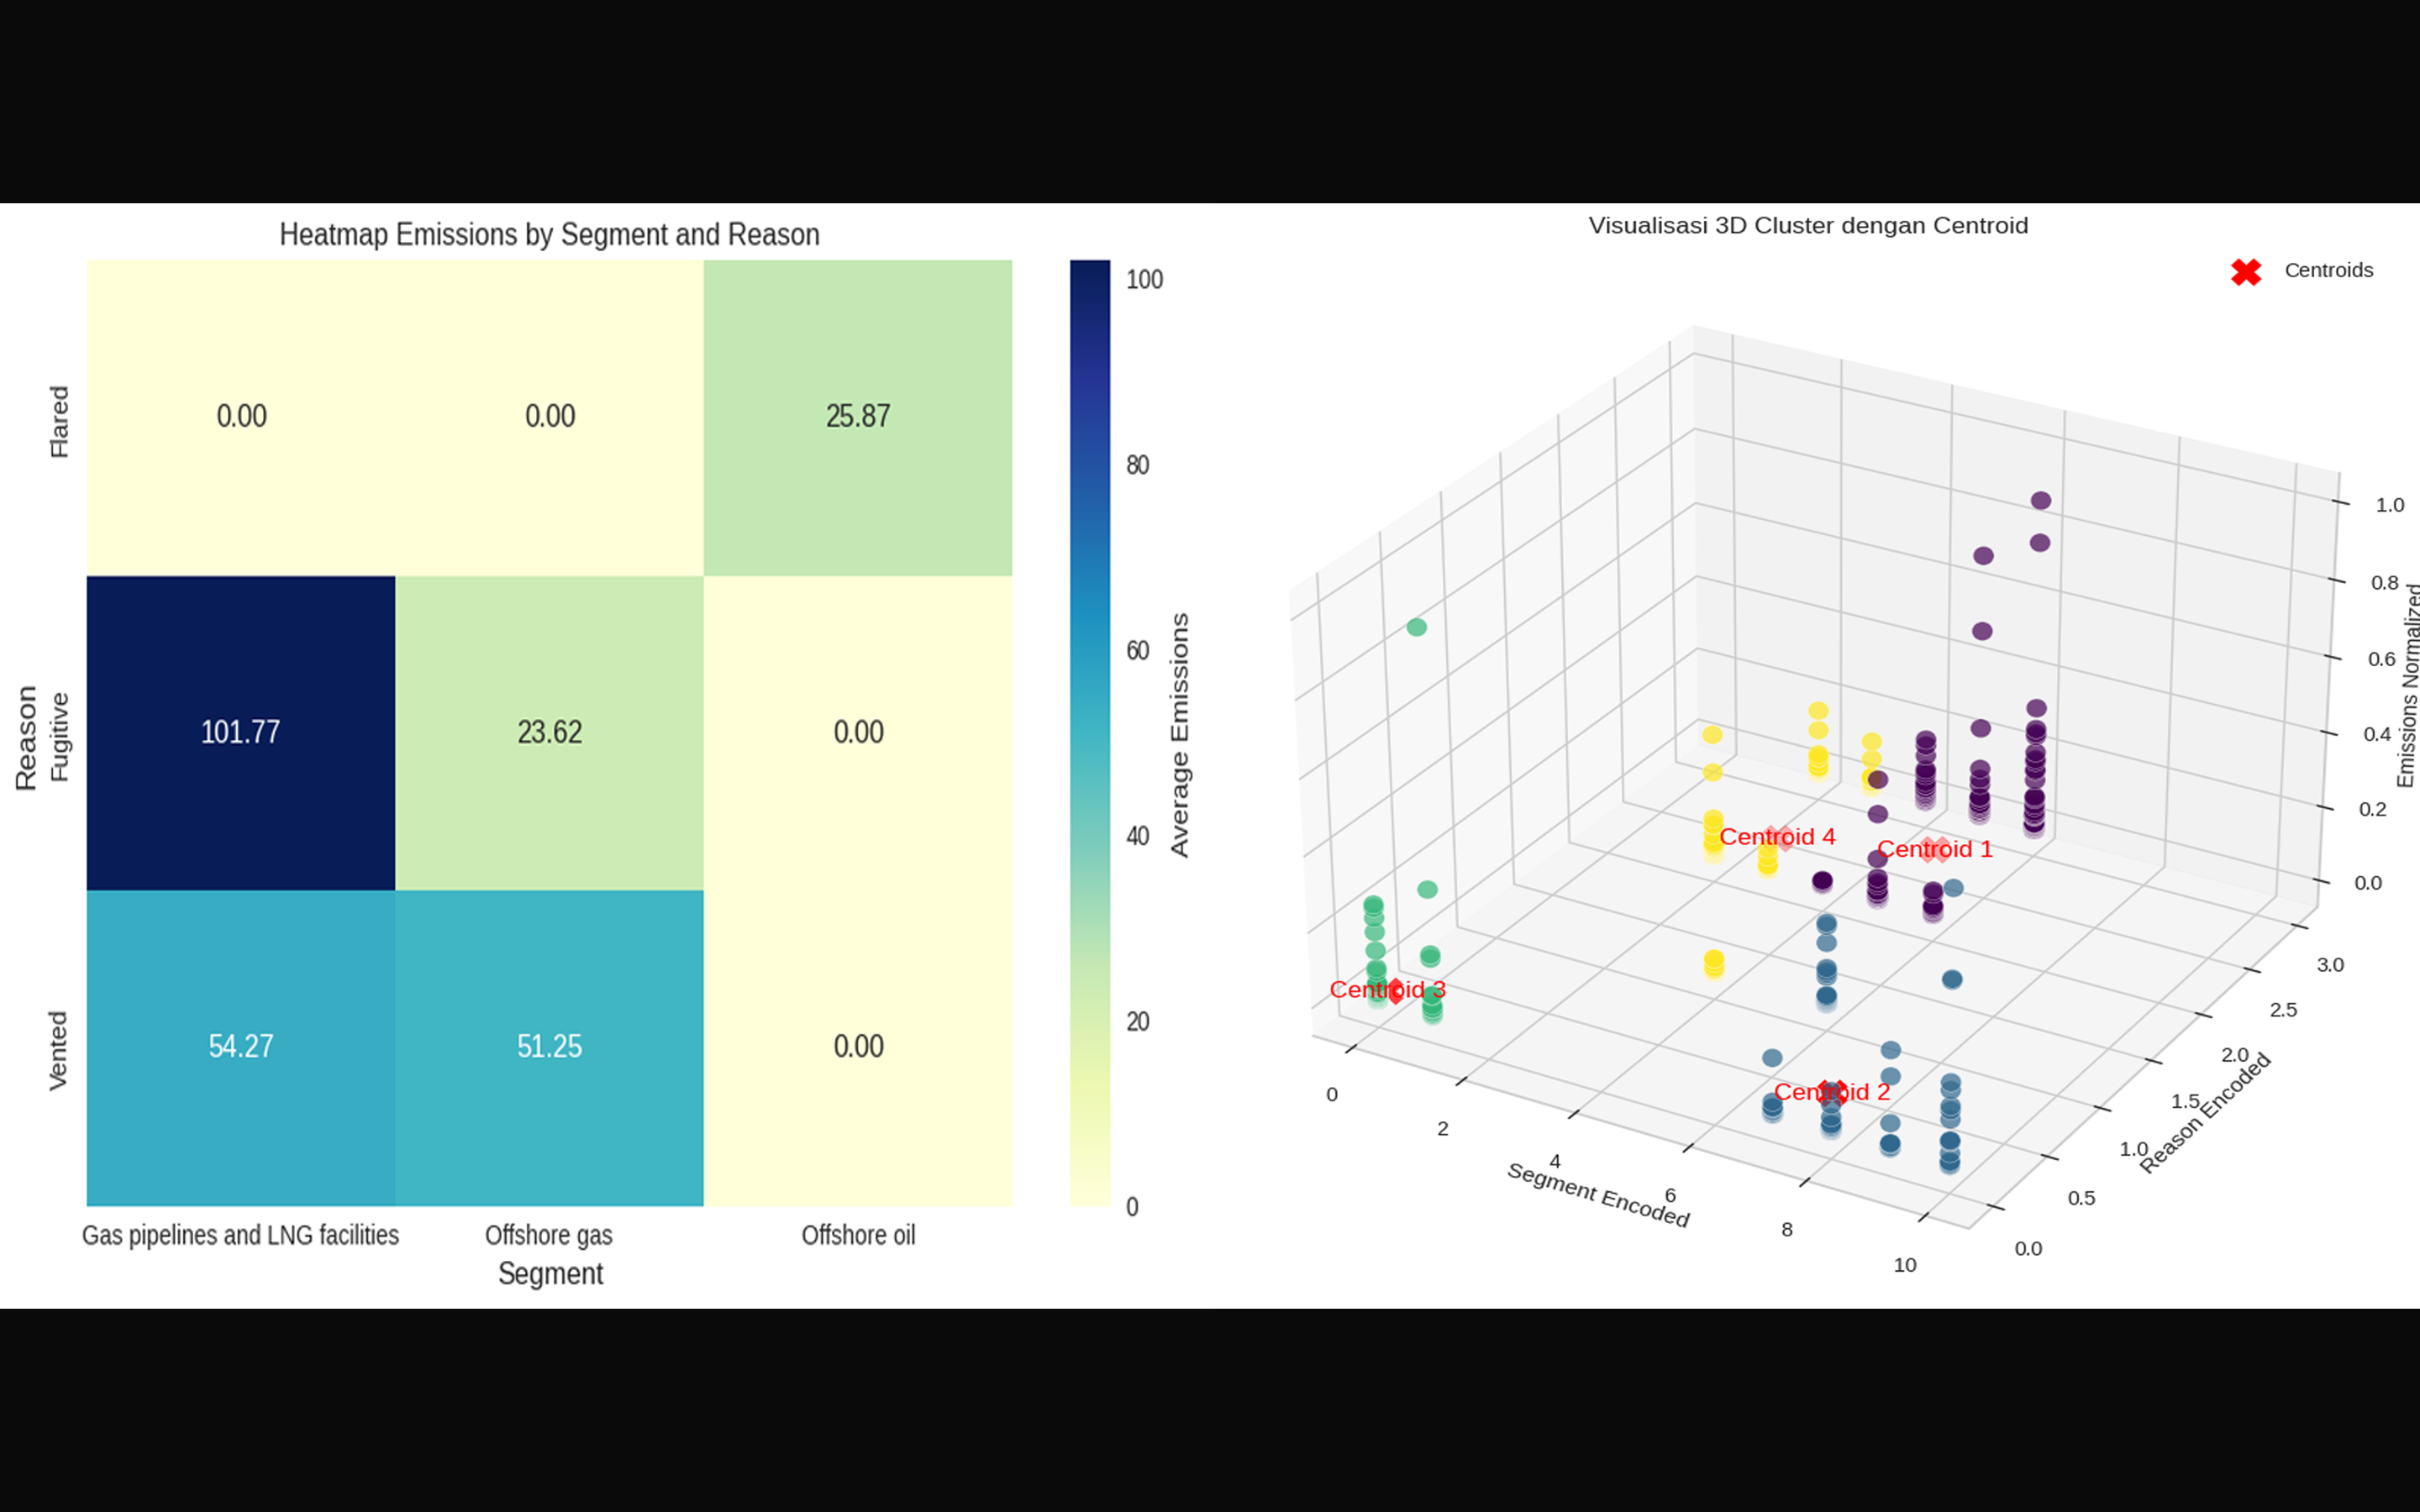 Heatmap Emissions by Segment and Reason
Reason
Flared
Fugitive
Vented
0.00 0.00 25.87
101.77 23.62 0.00
54.27 51.25 0.00
Gas pipelines and LNG facilities Offshore gas Offshore oil
Segment
100
80
60
40
20
0
Average Emissions
Visualisasi 3D Cluster dengan Centroid
Centroids
Centroid 4
Centroid 1
Centroid 3
Centroid 2
1.0
0.8
0.6
0.4
0.2
0.0
Emissions Normalized
0
2
4
6
8
10
Segment Encoded
3.0
2.5
2.0
1.5
1.0
0.5
0.0
Reason Encoded